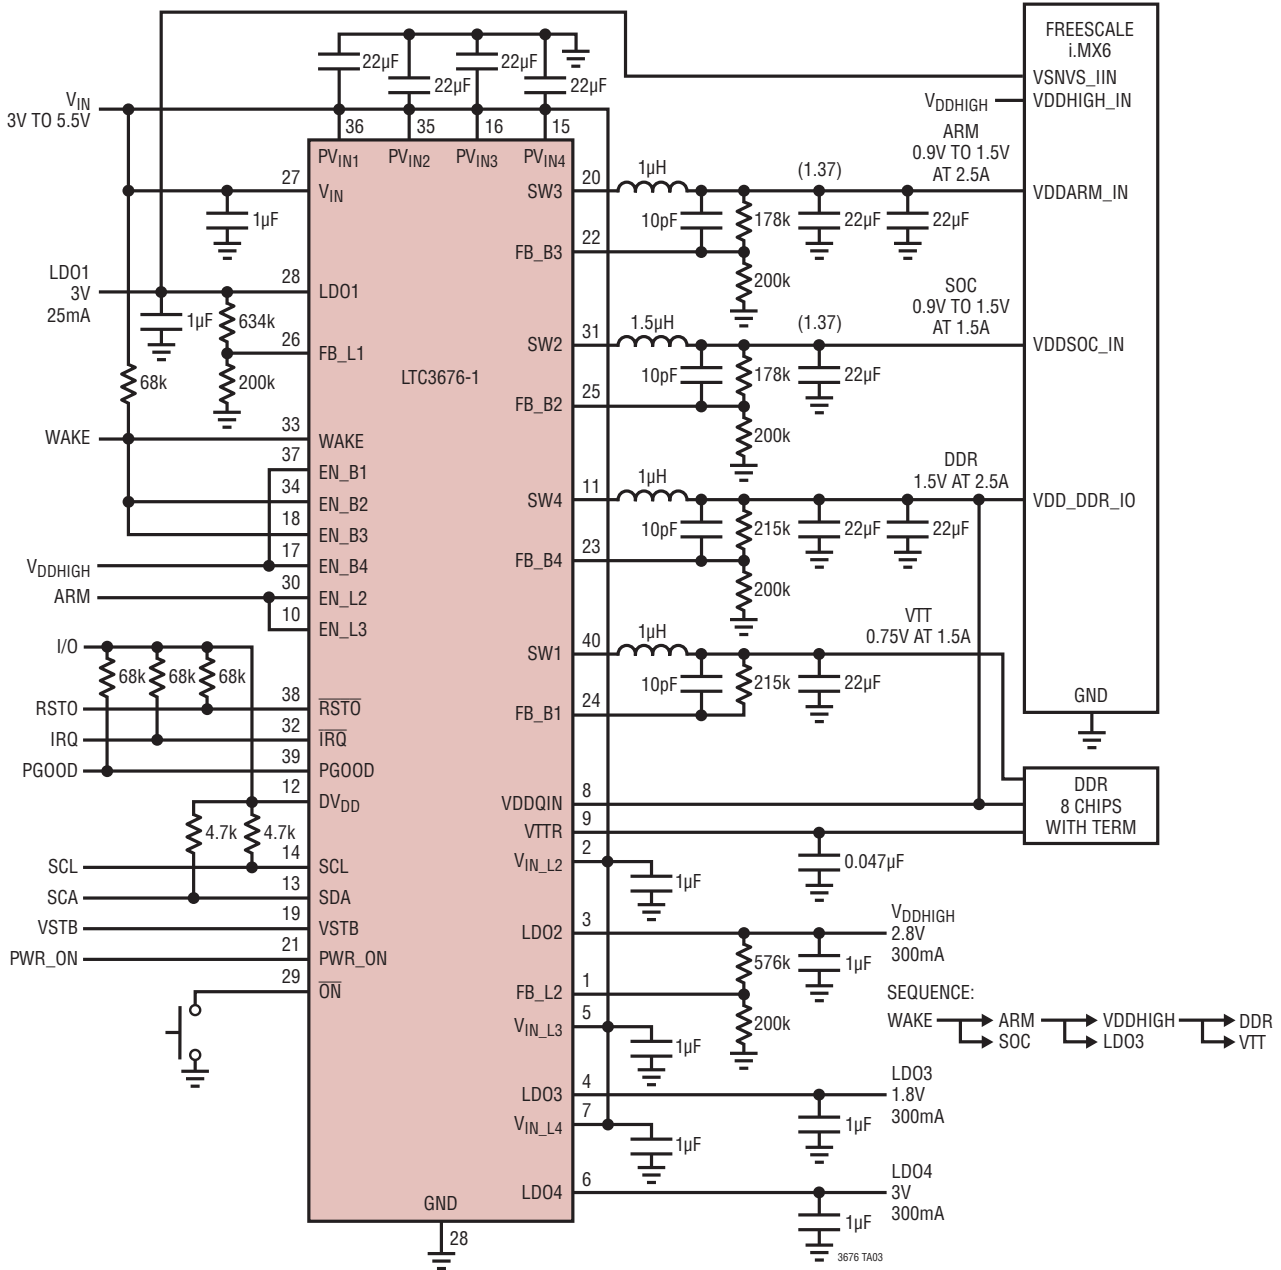 FREESCALE
i.MX6
VSNVS_IIN
VDDHIGH_IN
VDDARM_IN
VDDSOC_IN
VDD_DDR_IO
GND
22µF
22µF
22µF
22µF
VIN
3V TO 5.5V
36
35
16
15
PVIN1
PVIN2
PVIN3
PVIN4
27
VIN
1µF
LDO1
3V
25mA
28
LDO1
1µF
634k
26
FB_L1
200k
68k
LTC3676-1
WAKE
33
WAKE
37
EN_B1
34
EN_B2
18
EN_B3
17
VDDHIGH
EN_B4
30
ARM
EN_L2
10
EN_L3
I/O
68k
68k
68k
38
RSTO
RSTO
32
IRQ
IRQ
39
PGOOD
PGOOD
12
DVDD
4.7k
4.7k
14
SCL
SCL
13
SCA
SDA
19
VSTB
VSTB
21
PWR_ON
PWR_ON
29
ON
GND
28
VDDHIGH
ARM
0.9V TO 1.5V
AT 2.5A
SW3
20
1µH
(1.37)
10pF
178k
22µF
22µF
FB_B3
22
200k
SOC
0.9V TO 1.5V
AT 1.5A
SW2
31
1.5µH
(1.37)
10pF
178k
22µF
FB_B2
25
200k
DDR
1.5V AT 2.5A
SW4
11
1µH
10pF
215k
22µF
22µF
FB_B4
23
200k
VTT
0.75V AT 1.5A
SW1
40
1µH
10pF
215k
22µF
FB_B1
24
DDR
8 CHIPS
WITH TERM
VDDQIN
8
VTTR
9
0.047µF
VIN_L2
2
1µF
LDO2
3
VDDHIGH
2.8V
300mA
576k
1µF
FB_L2
1
200k
VIN_L3
5
1µF
SEQUENCE:
WAKE ARM VDDHIGH DDR
SOC LDO3 VTT
LDO3
4
LDO3
1.8V
300mA
1µF
VIN_L4
7
1µF
LDO4
6
LDO4
3V
300mA
1µF
3676 TA03